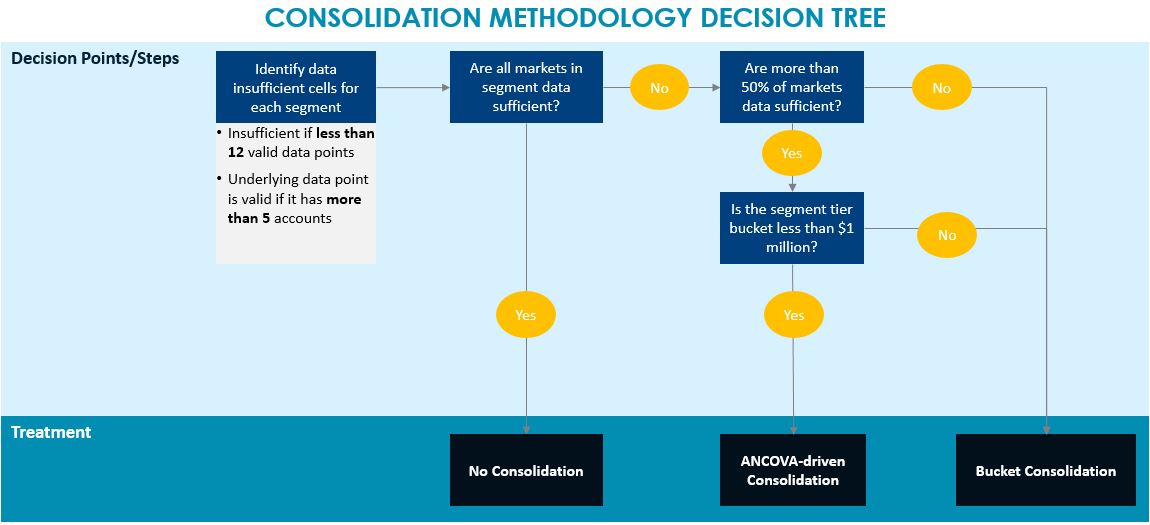 CONSOLIDATION METHODOLOGY DECISION TREE
Decision Points/Steps
Identify data
insufficient cells for
each segment
• Insufficient if less than
12 valid data points
• Underlying data point
is valid if it has more
than 5 accounts
Are all markets in
segment data
sufficient?
No
Are more than
50% of markets
data sufficient?
No
Yes
Is the segment tier
bucket less than $1
million?
No
Yes
Yes
Treatment
No Consolidation
ANCOVA-driven
Consolidation
Bucket Consolidation